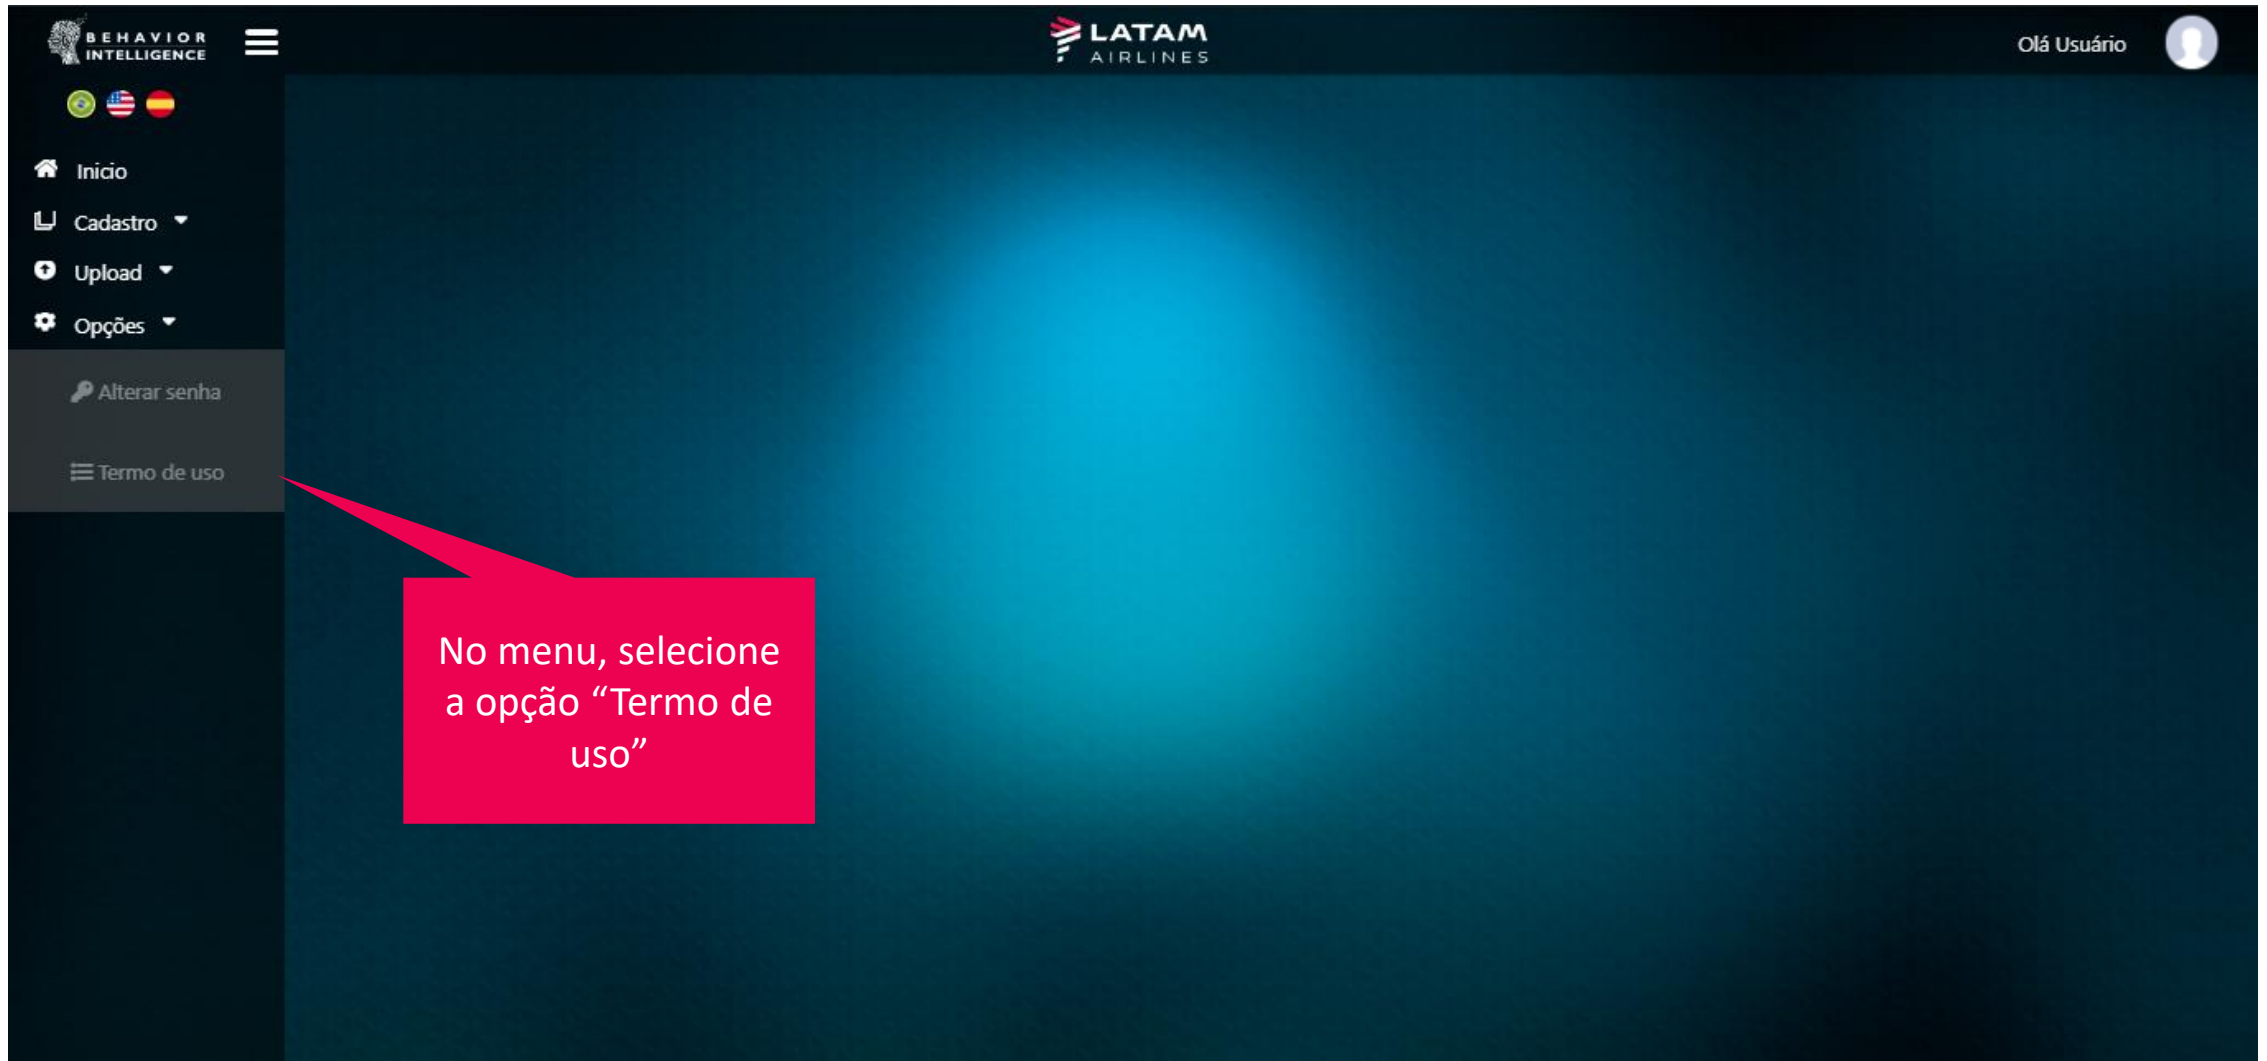 BEHAVIOR
INTELLIGENCE
LATAM
AIRLINES
Olá Usuário
Inicio
Cadastro
Upload
Opções
Alterar senha
Termo de uso
No menu, selecione
a opção “Termo de
uso”